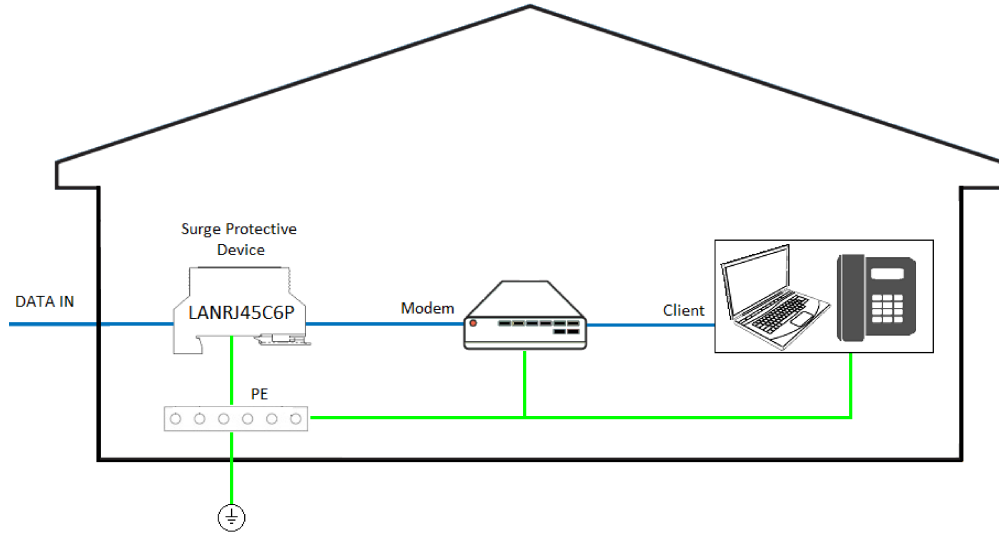 Surge Protective
Device
DATA IN
LANRJ45C6P
Modem
Client
PE